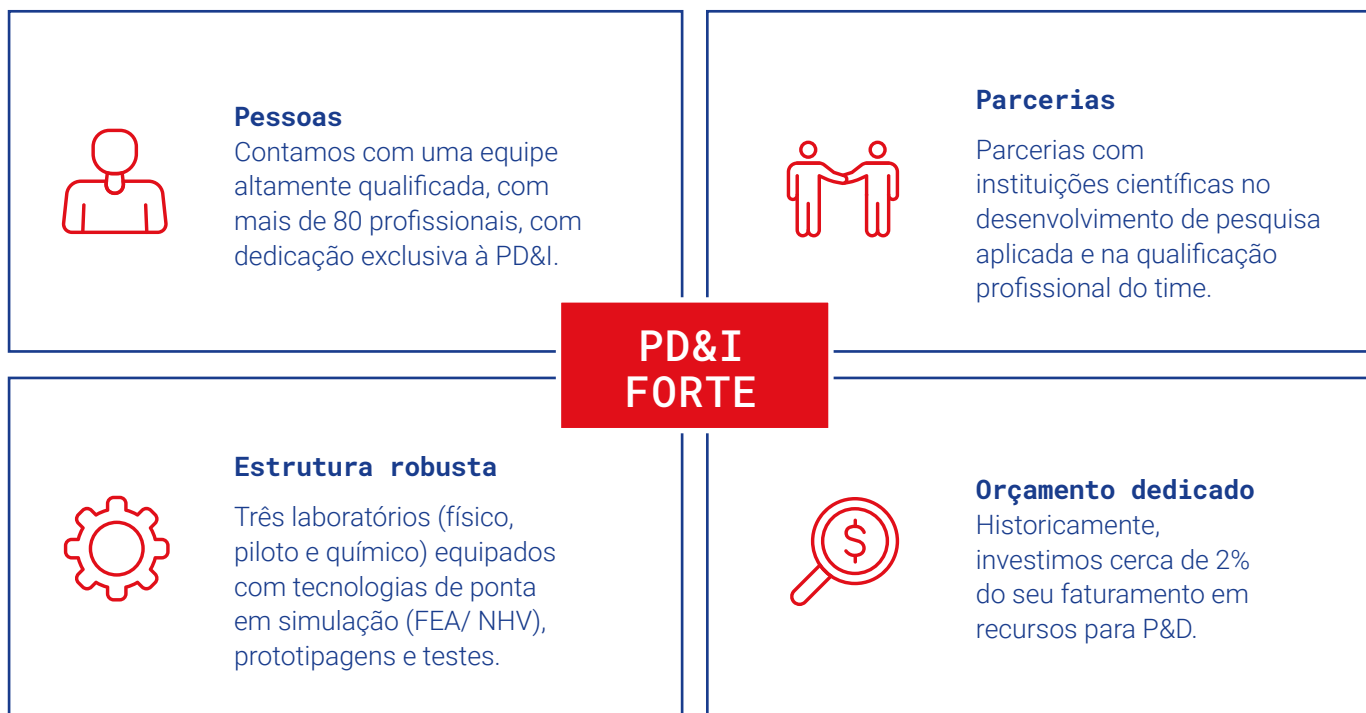 Pessoas
Contamos com uma equipe
altamente qualificada, com
mais de 80 profissionais, com
dedicação exclusiva à PD&I.
Parcerias
Parcerias com
instituições científicas no
desenvolvimento de pesquisa
aplicada e na qualificação
profissional do time.
PD&I
FORTE
Estrutura robusta
Três laboratórios (físico,
piloto e químico) equipados
com tecnologias de ponta
em simulação (FEA/ NHV),
prototipagens e testes.
Orçamento dedicado
Historicamente,
investimos cerca de 2%
do seu faturamento em
recursos para P&D.